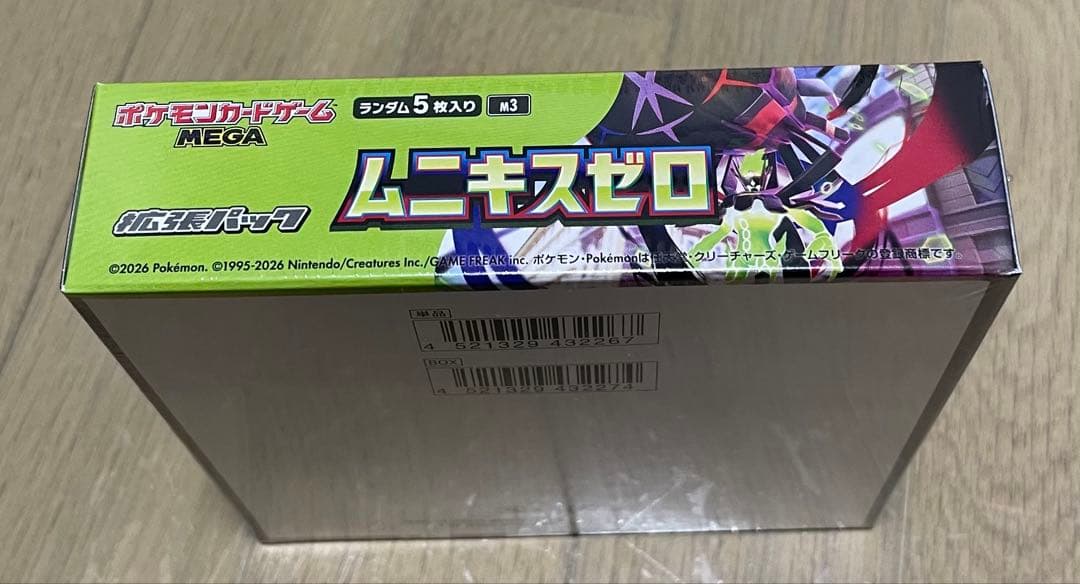 ポケモンカードゲーム
MEGA
ランダム5枚入り M3
ムニキスゼロ
拡張パック
©2026 Pokémon. ©1995-2026 Nintendo/Creatures Inc./GAME FREAK inc. ポケモン・Pokémonは任天堂・クリーチャーズ・ゲームフリークの登録商標です。
単品
4 521329 432267
BOX
4 521329 432274